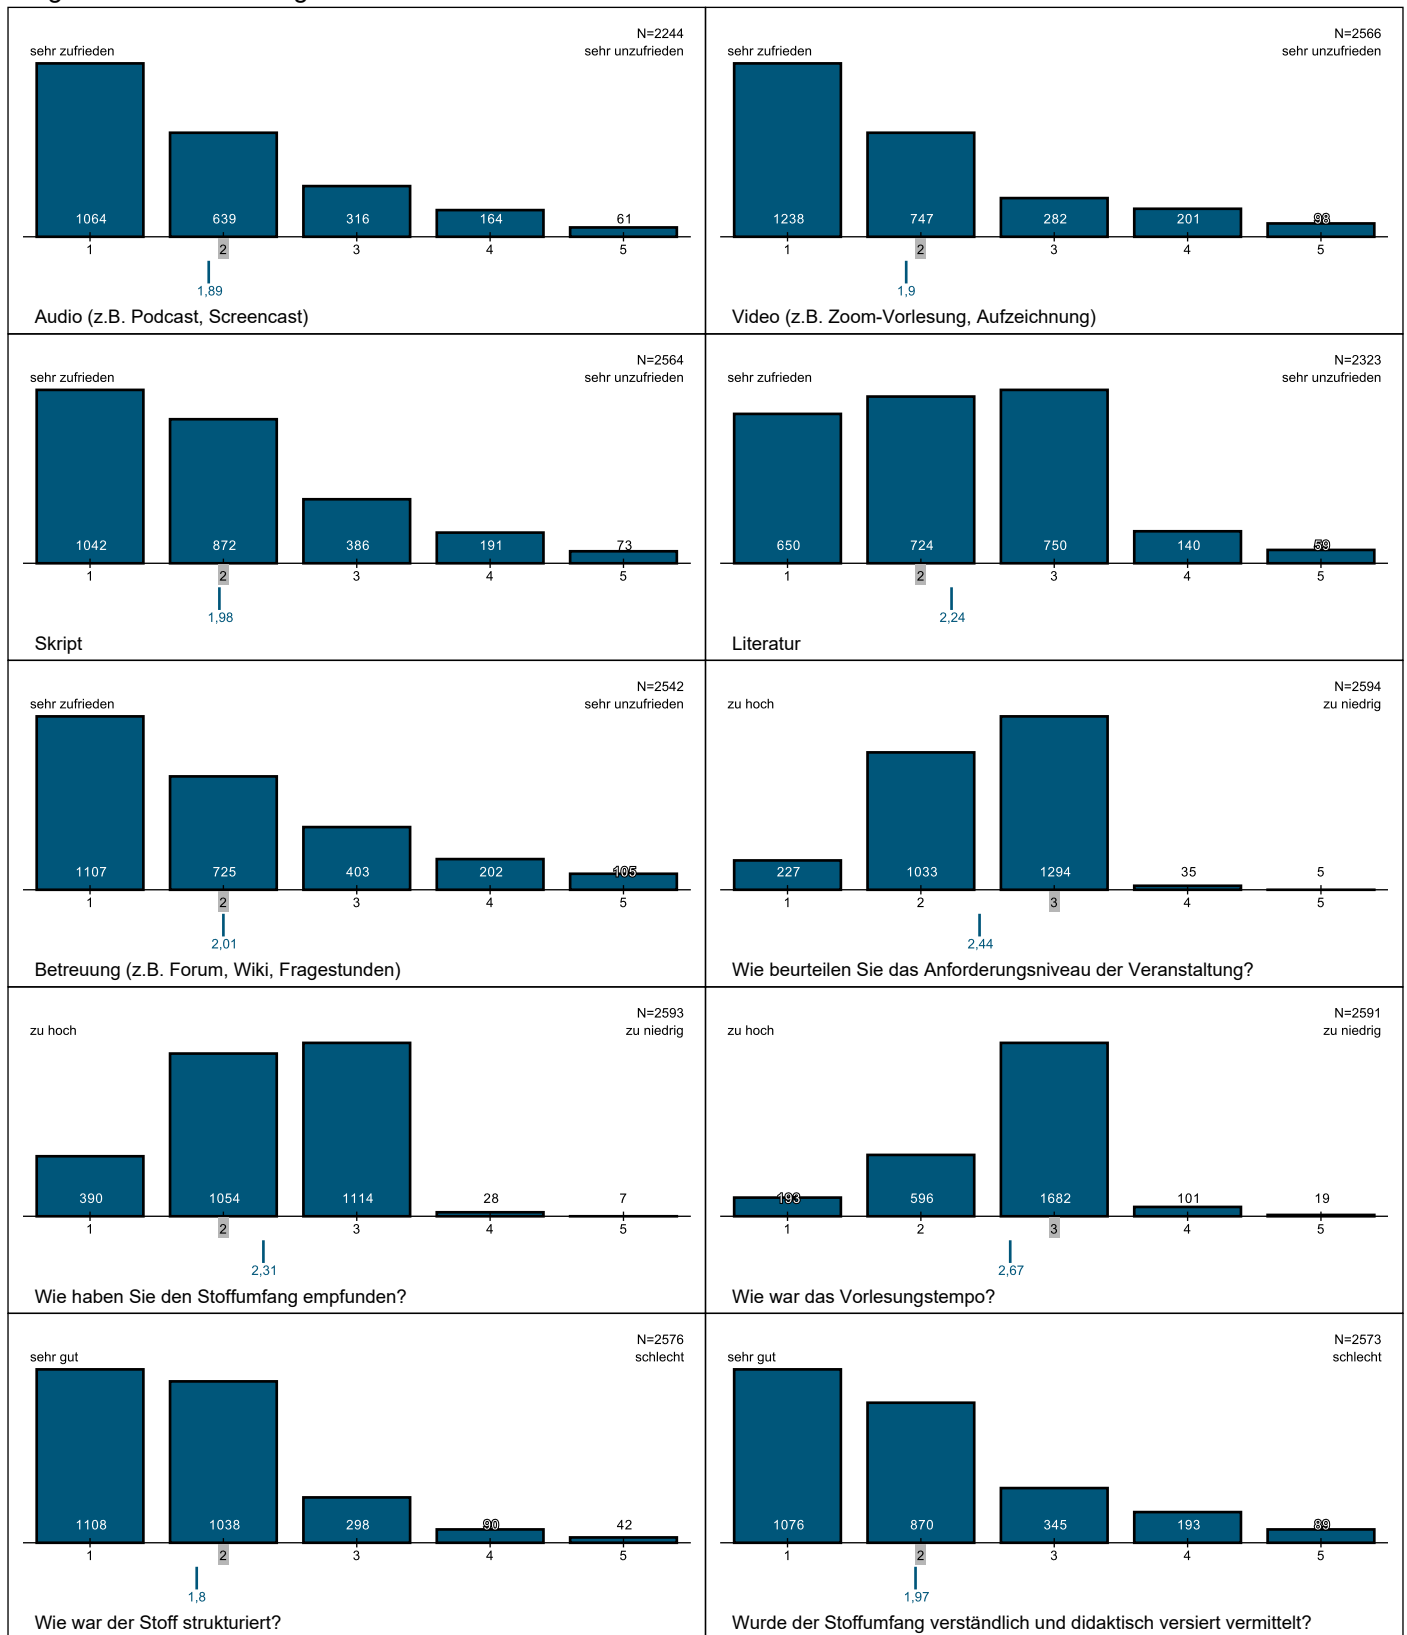 N=2244
sehr zufrieden sehr unzufrieden
1064 639 316 164 61
1 2 3 4 5
1,89
Audio (z.B. Podcast, Screencast)
N=2566
sehr zufrieden sehr unzufrieden
1238 747 282 201 98
1 2 3 4 5
1,9
Video (z.B. Zoom-Vorlesung, Aufzeichnung)
N=2564
sehr zufrieden sehr unzufrieden
1042 872 386 191 73
1 2 3 4 5
1,98
Skript
N=2323
sehr zufrieden sehr unzufrieden
650 724 750 140 59
1 2 3 4 5
2,24
Literatur
N=2542
sehr zufrieden sehr unzufrieden
1107 725 403 202 105
1 2 3 4 5
2,01
Betreuung (z.B. Forum, Wiki, Fragestunden)
N=2594
zu hoch zu niedrig
227 1033 1294 35 5
1 2 3 4 5
2,44
Wie beurteilen Sie das Anforderungsniveau der Veranstaltung?
N=2593
zu hoch zu niedrig
390 1054 1114 28 7
1 2 3 4 5
2,31
Wie haben Sie den Stoffumfang empfunden?
N=2591
zu hoch zu niedrig
193 596 1682 101 19
1 2 3 4 5
2,67
Wie war das Vorlesungstempo?
N=2576
sehr gut schlecht
1108 1038 298 90 42
1 2 3 4 5
1,8
Wie war der Stoff strukturiert?
N=2573
sehr gut schlecht
1076 870 345 193 89
1 2 3 4 5
1,97
Wurde der Stoffumfang verständlich und didaktisch versiert vermittelt?